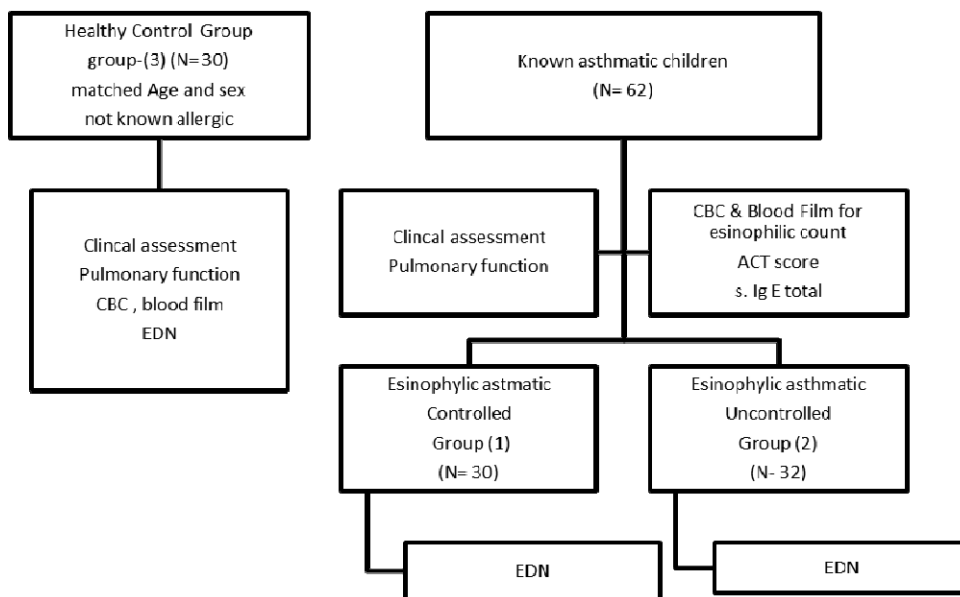 Healthy Control Group
group-(3) (N=30)
matched Age and sex
not known allergic
Known asthmatic children
(N= 62)
Clincal assessment
Pulmonary function
CBC , blood film
EDN
Clincal assessment
Pulmonary function
CBC & Blood Film for
esinophilic count
ACT score
s. Ig E total
Esinophylic astmatic
Controlled
Group (1)
(N= 30)
Esinophylic asthmatic
Uncontrolled
Group (2)
(N- 32)
EDN
EDN